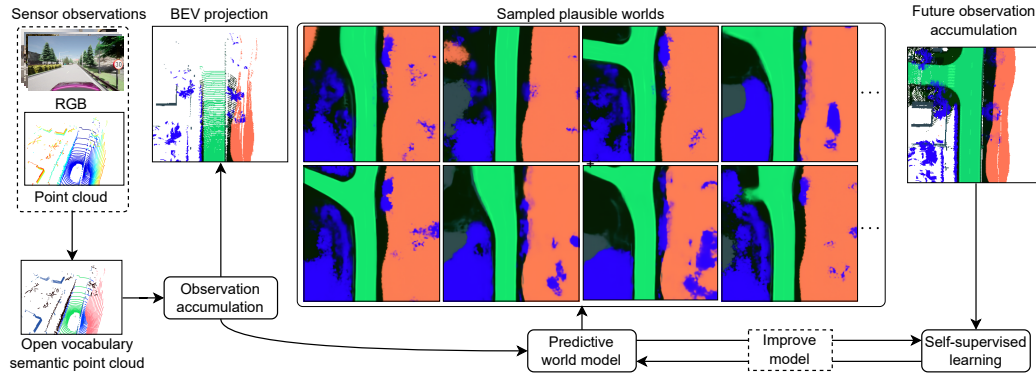 Sensor observations
RGB
Point cloud
Open vocabulary
semantic point cloud
BEV projection
Observation
accumulation
Sampled plausible worlds
...
...
Predictive
world model
Improve
model
Future observation
accumulation
Self-supervised
learning